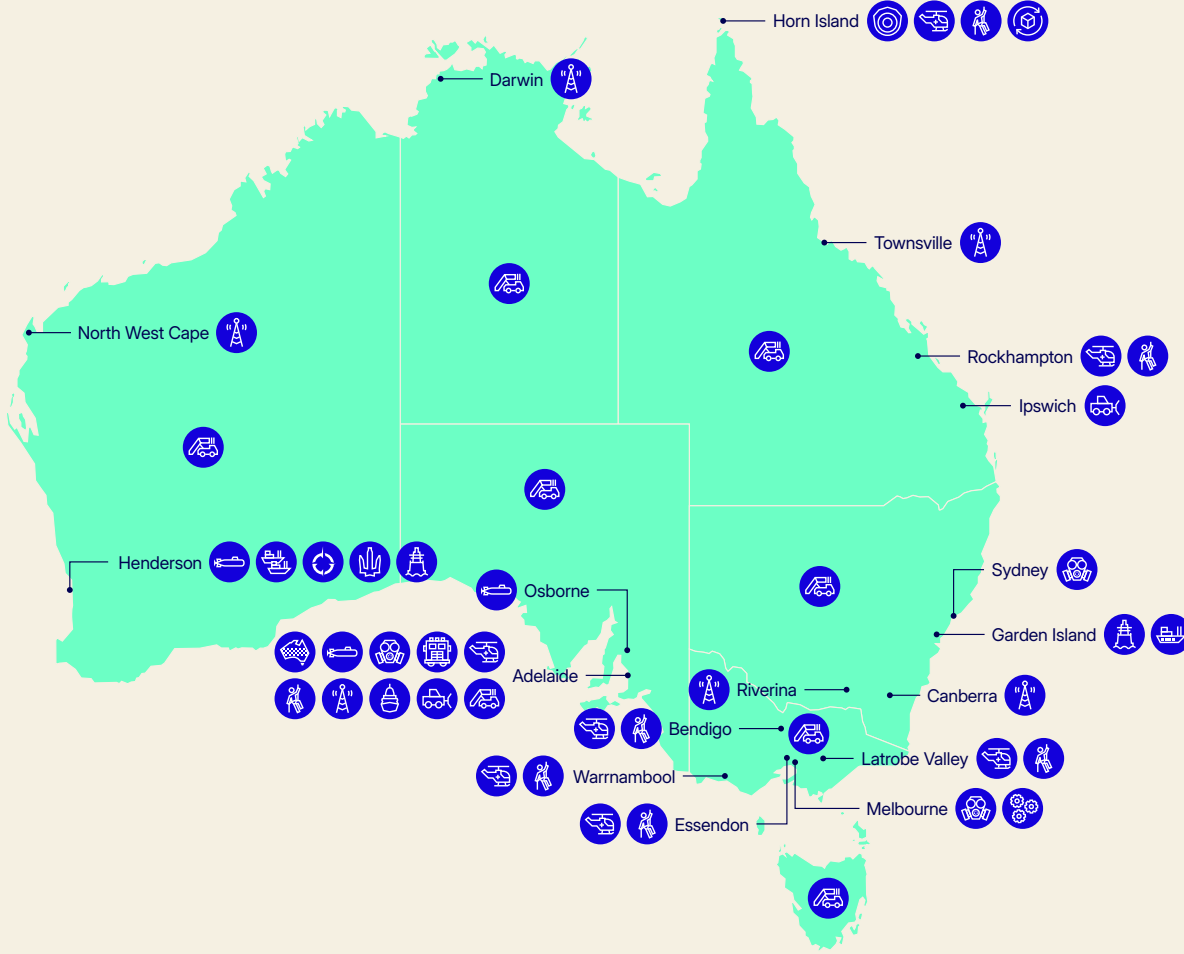 Horn Island
Darwin
Townsville
North West Cape
Rockhampton
Ipswich
Henderson
Sydney
Osborne
Garden Island
Adelaide
Riverina
Canberra
Bendigo
Latrobe Valley
Warrnambool
Melbourne
Essendon